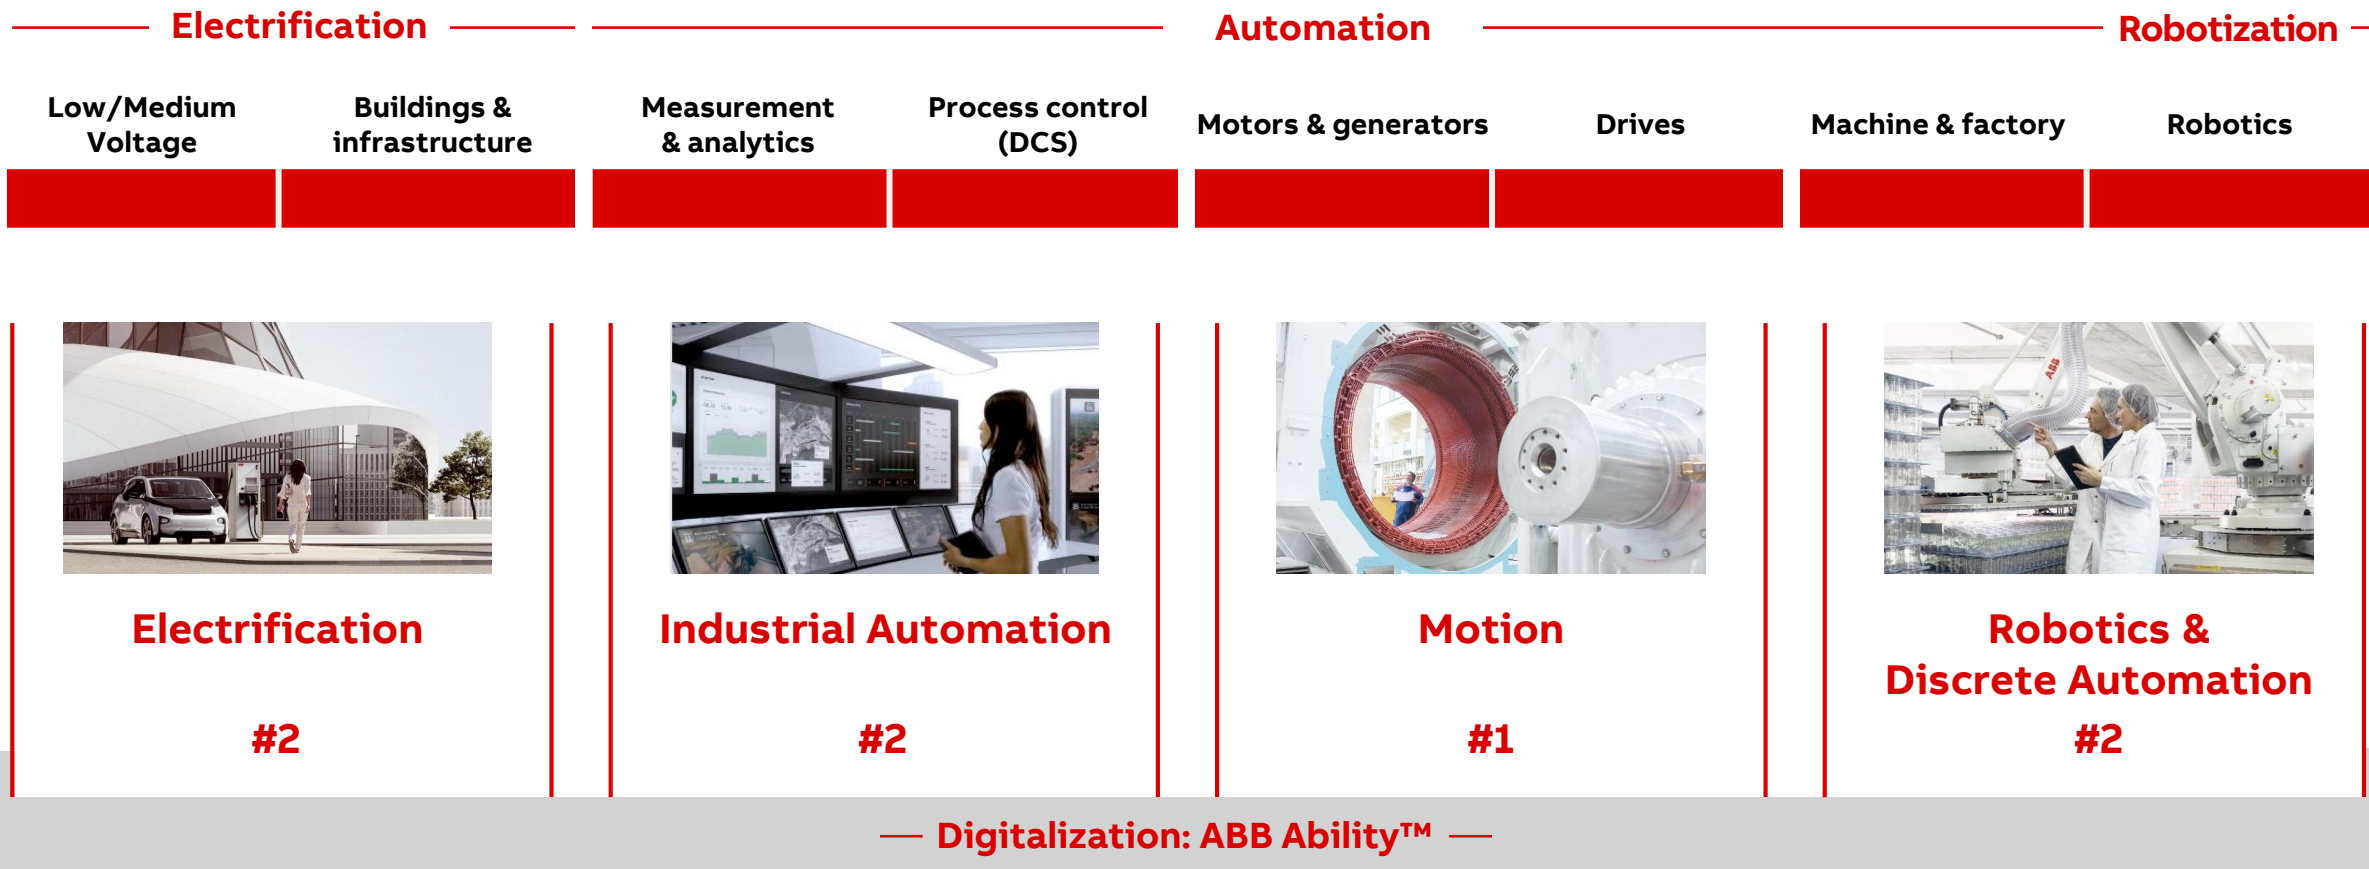 Electrification
Automation
Robotization
Low/Medium
Voltage
Buildings &
infrastructure
Measurement
& analytics
Process control
(DCS)
Motors & generators
Drives
Machine & factory
Robotics
ABB
Electrification
#2
Industrial Automation
#2
Motion
#1
Robotics &
Discrete Automation
#2
Digitalization: ABB Ability™